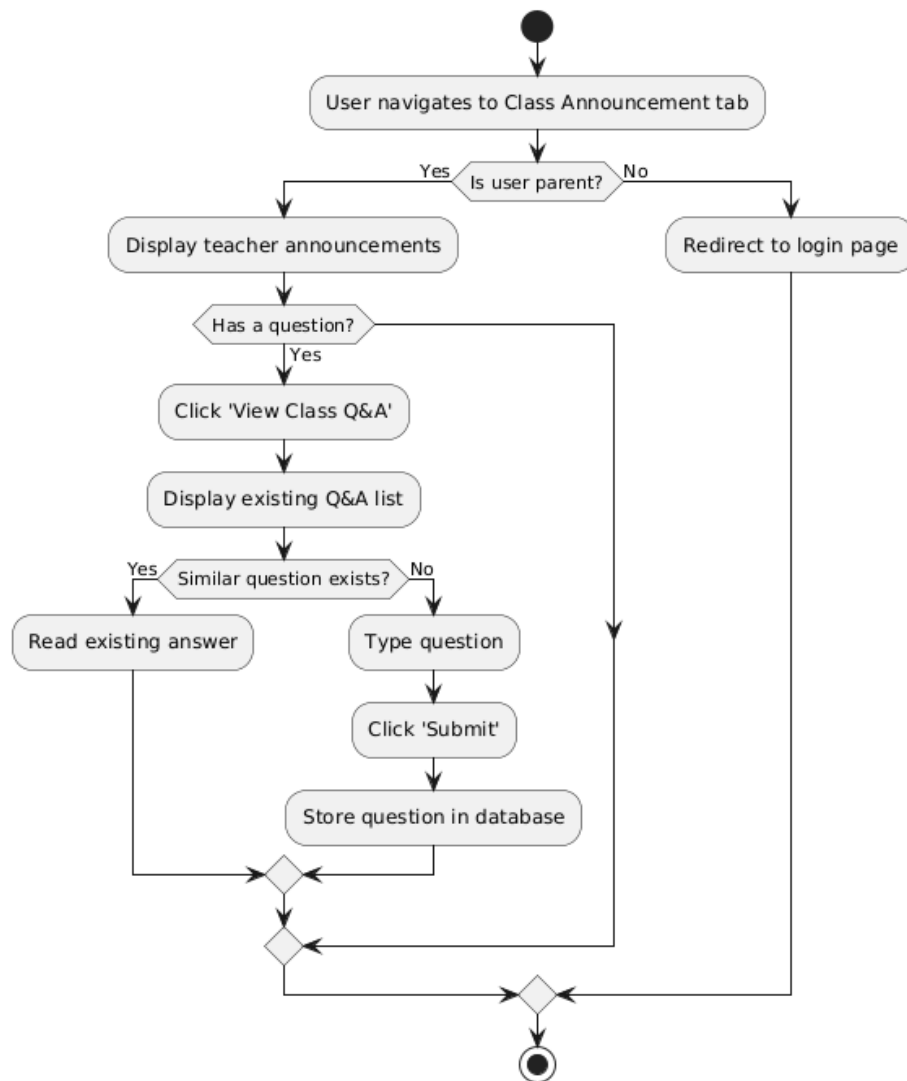 User navigates to Class Announcement tab
Yes
Is user parent?
No
Display teacher announcements
Redirect to login page
Has a question?
Yes
Click 'View Class Q&A'
Display existing Q&A list
Yes
Similar question exists?
No
Read existing answer
Type question
Click 'Submit'
Store question in database